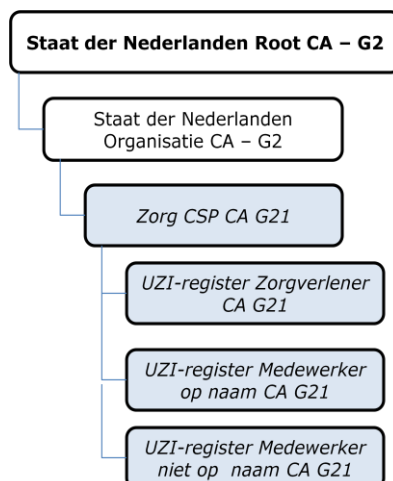 Staat der Nederlanden Root CA – G2
Staat der Nederlanden
Organisatie CA – G2
Zorg CSP CA G21
UZI-register Zorgverlener
CA G21
UZI-register Medewerker
op naam CA G21
UZI-register Medewerker
niet op naam CA G21